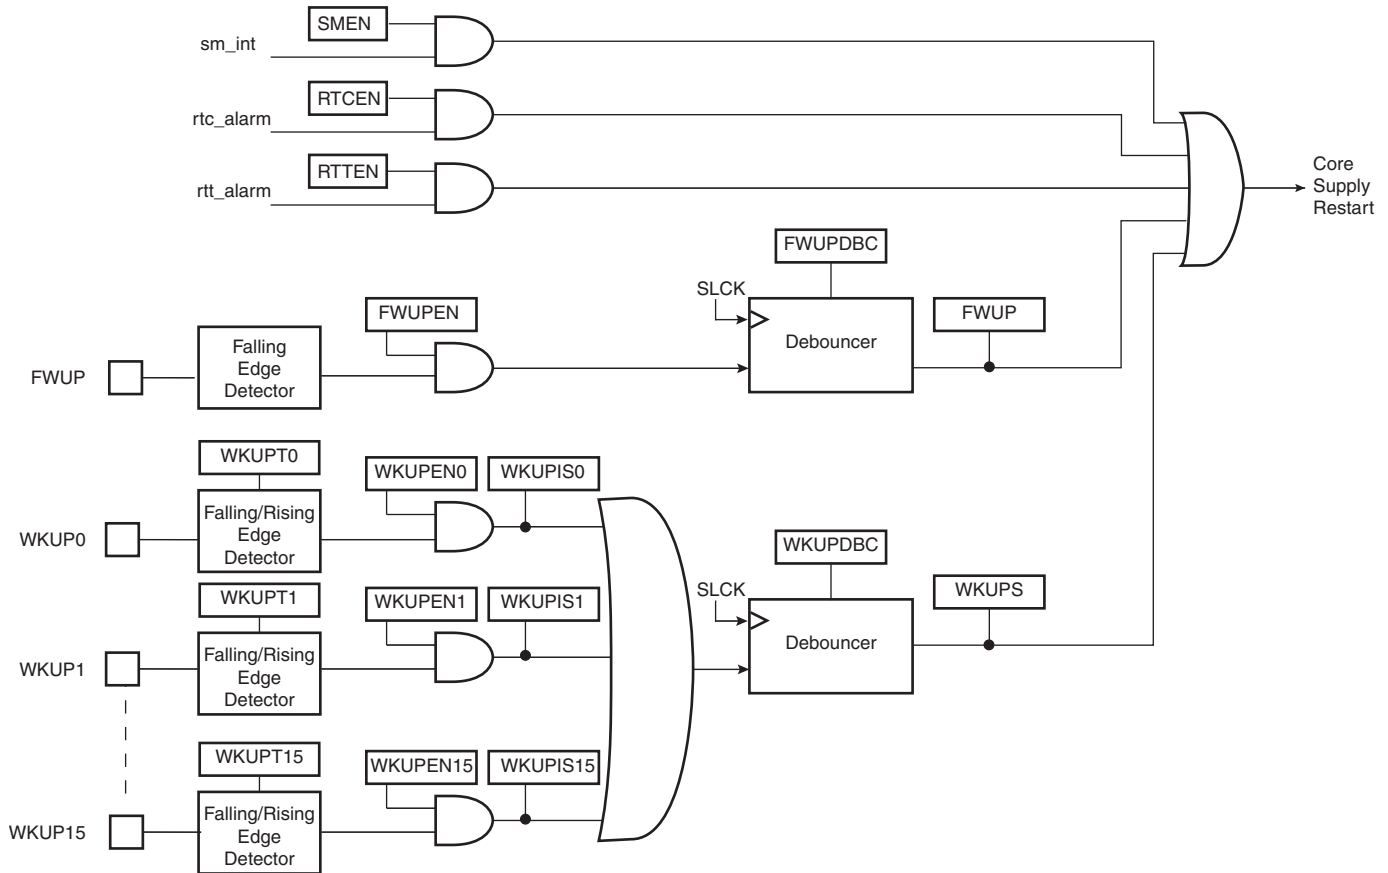 SMEN
sm_int
RTCEN
rtc_alarm
RTTEN
rtt_alarm
Core
Supply
Restart
FWUPDBC
SLCK
FWUPEN
FWUP
Falling
Edge
Detector
Debouncer
FWUP
WKUPT0
WKUPEN0
WKUPIS0
Falling/Rising
Edge
Detector
WKUP0
WKUPDBC
SLCK
WKUPT1
WKUPEN1
WKUPIS1
WKUPS
Debouncer
Falling/Rising
Edge
Detector
WKUP1
WKUPT15
WKUPEN15
WKUPIS15
Falling/Rising
Edge
Detector
WKUP15